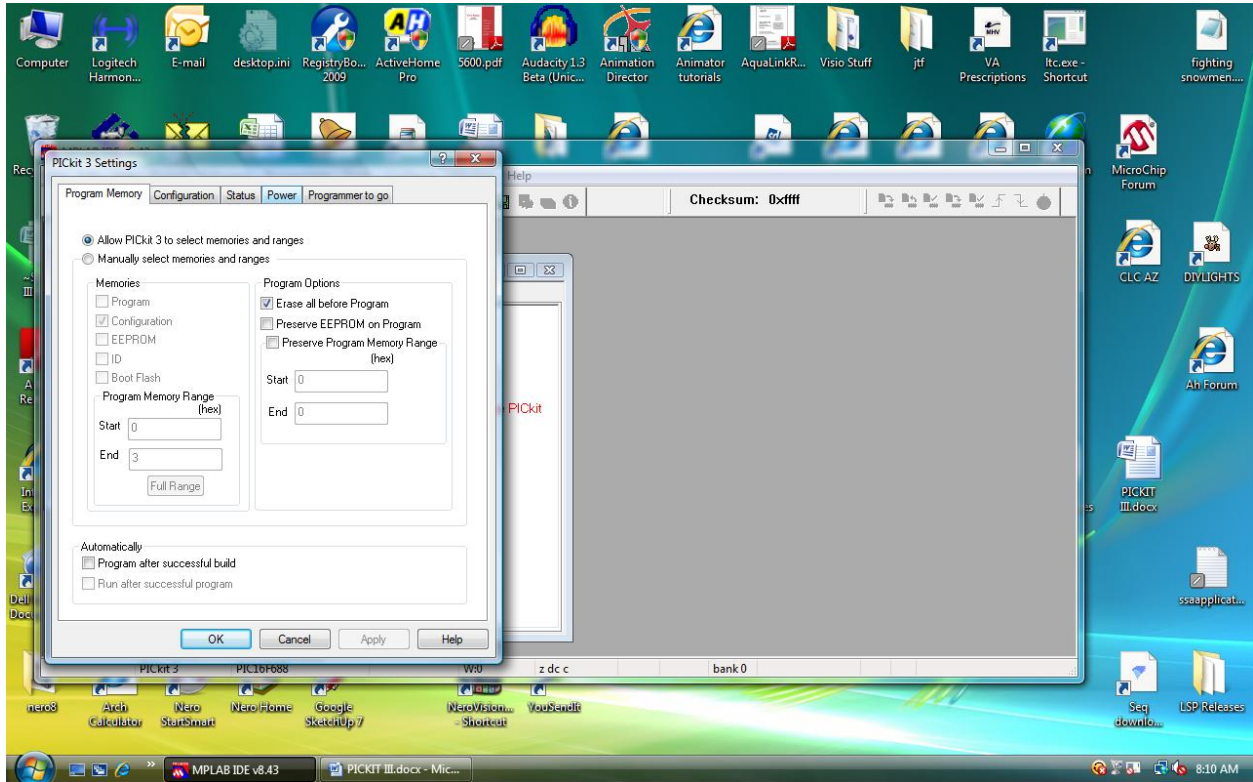 Computer
Logitech
Harmon...
E-mail
desktop.ini
RegistryBo...
2009
ActiveHome
Pro
5600.pdf
Audacity 1.3
Beta (Unic...
Animation
Director
Animator
tutorials
AquaLinkR...
Visio Stuff
jtf
VA
Prescriptions
ltc.exe -
Shortcut
fighting
snowmen....
MicroChip
Forum
CLC AZ
DIYLIGHTS
Ah Forum
PICKIT
III.docx
ssaapplicat...
PICkit 3 Settings
Help
Program Memory
Configuration
Status
Power
Programmer to go
Checksum: 0xffff
Allow PICkit 3 to select memories and ranges
Manually select memories and ranges
Memories
Program
Configuration
EEPROM
ID
Boot Flash
Program Memory Range
(hex)
Start 0
End 3
Full Range
Program Options
Erase all before Program
Preserve EEPROM on Program
Preserve Program Memory Range
(hex)
Start 0
End 0
PICkit
Automatically
Program after successful build
Run after successful program
OK
Cancel
Apply
Help
PICkit 3
PIC16F688
W:0
z dc c
bank 0
nero8
Arch
Calculator
Nero
StartSmart
Nero Home
Google
SketchUp 7
NeroVision...
- Shortcut
YouSendIt
Seq
downlo...
LSP Releases
MPLAB IDE v8.43
PICKIT III.docx - Mic...
8:10 AM